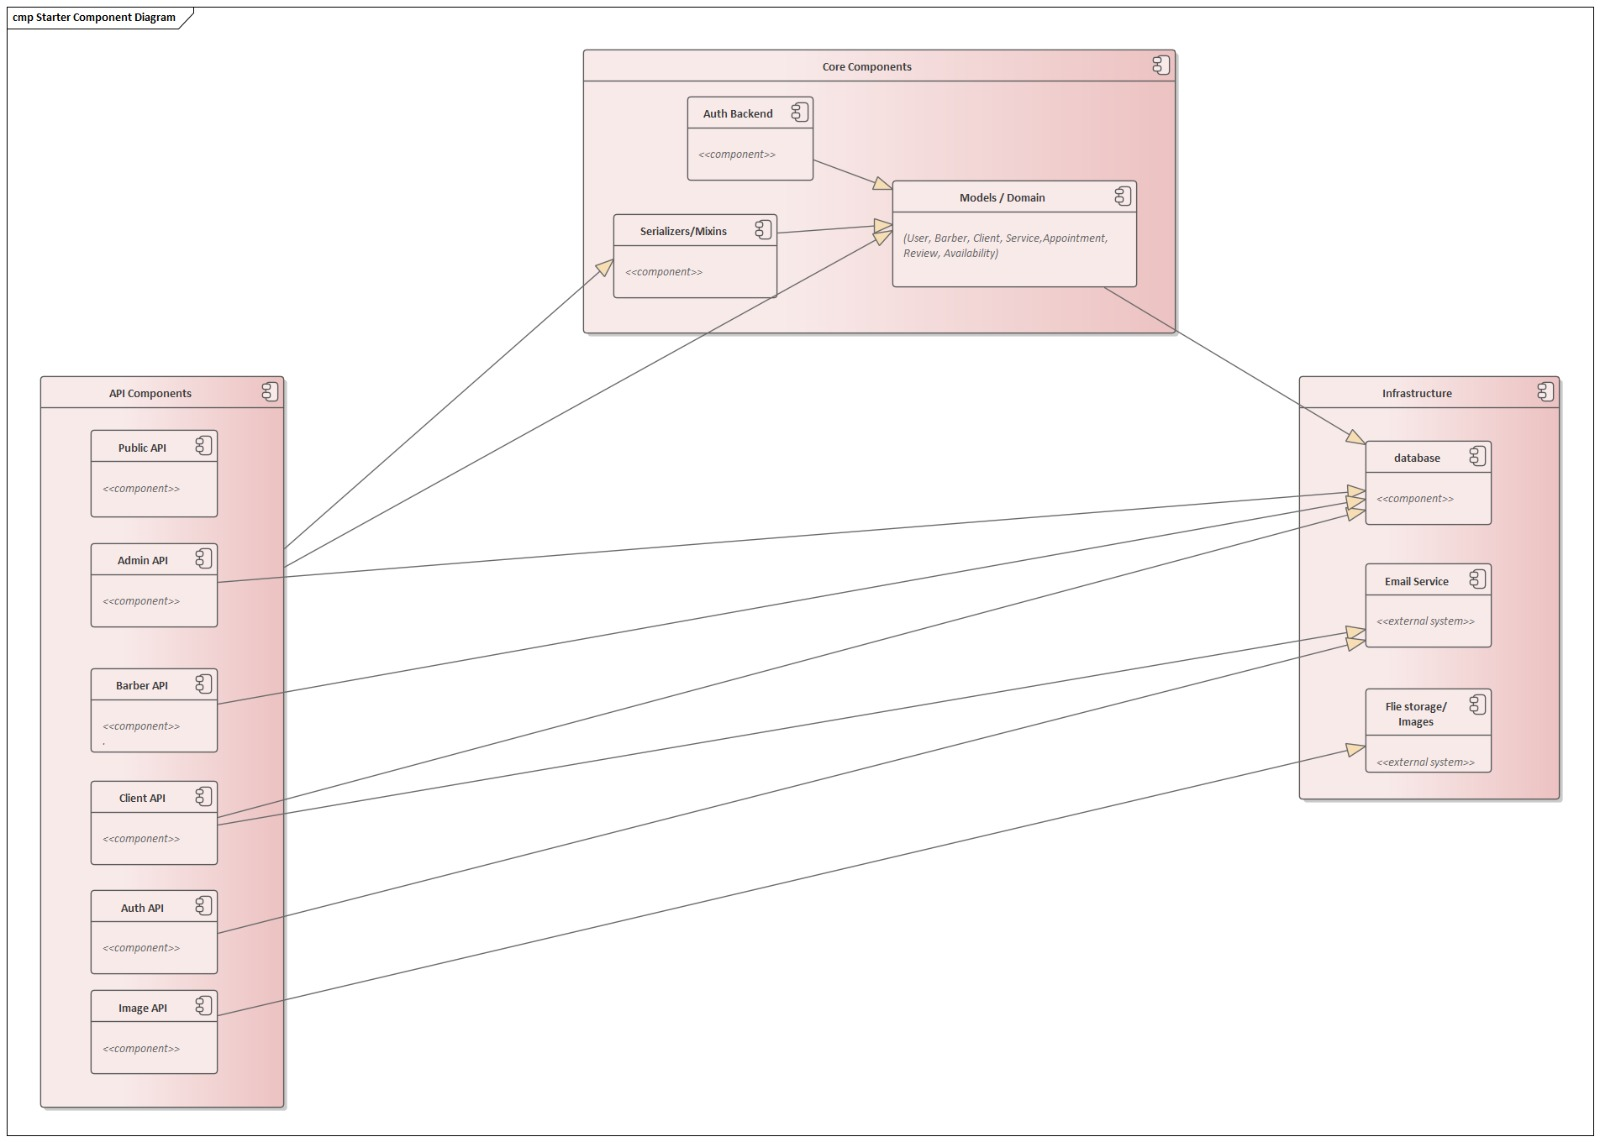 cmp Starter Component Diagram
Core Components
Auth Backend
<<component>>
Serializers/Mixins
<<component>>
Models / Domain
(User, Barber, Client, Service,Appointment,
Review, Availability)
API Components
Public API
<<component>>
Admin API
<<component>>
Barber API
<<component>>
.
Client API
<<component>>
Auth API
<<component>>
Image API
<<component>>
Infrastructure
database
<<component>>
Email Service
<<external system>>
Flie storage/
Images
<<external system>>